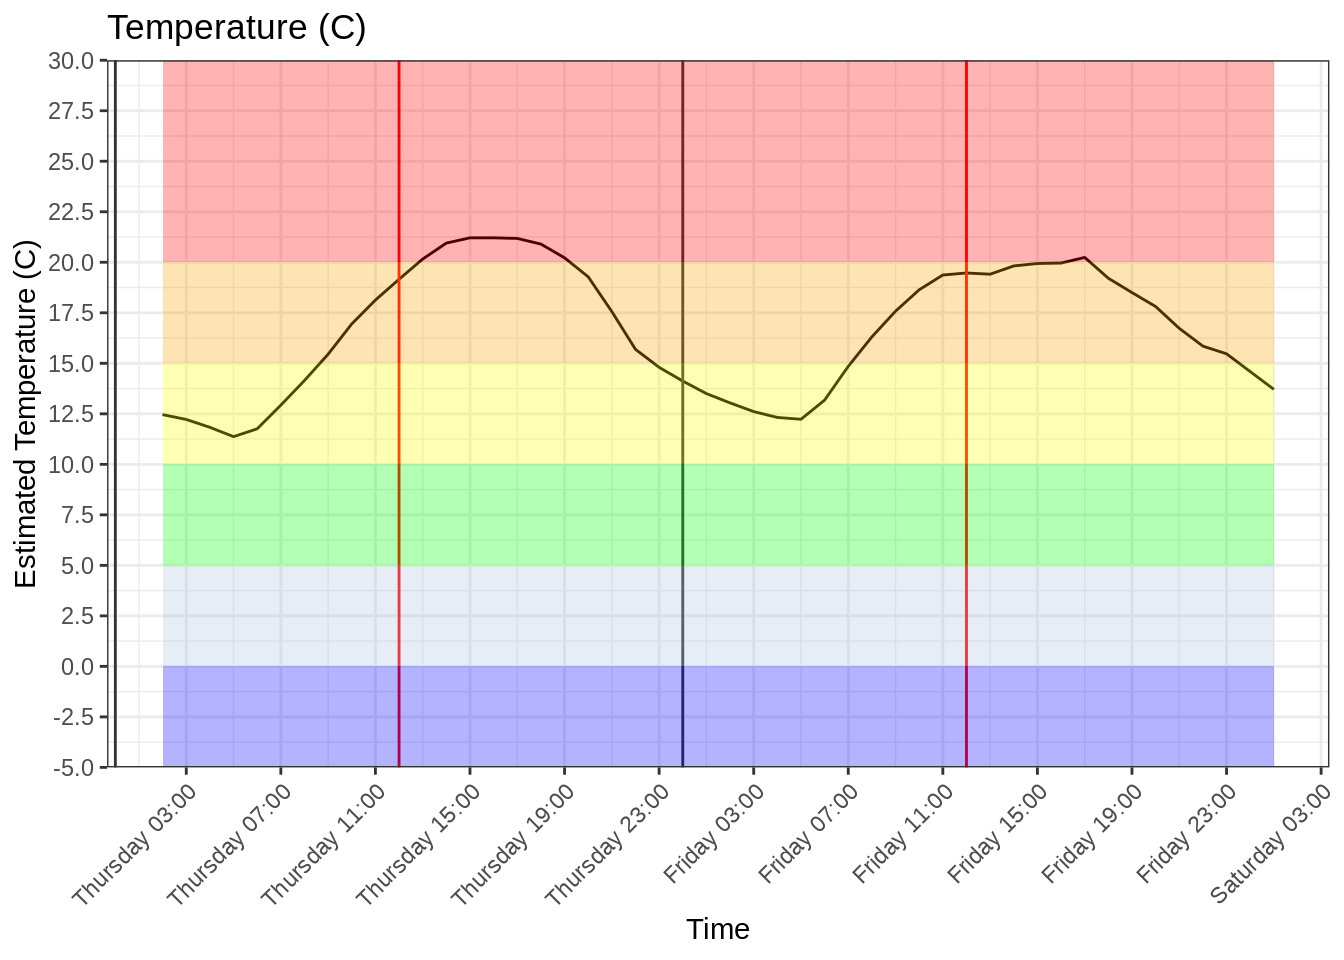 Temperature (C)
Estimated Temperature (C)
30.0
27.5
25.0
22.5
20.0
17.5
15.0
12.5
10.0
7.5
5.0
2.5
0.0
-2.5
-5.0
Thursday 03:00
Thursday 07:00
Thursday 11:00
Thursday 15:00
Thursday 19:00
Thursday 23:00
Friday 03:00
Friday 07:00
Friday 11:00
Friday 15:00
Friday 19:00
Friday 23:00
Saturday 03:00
Time